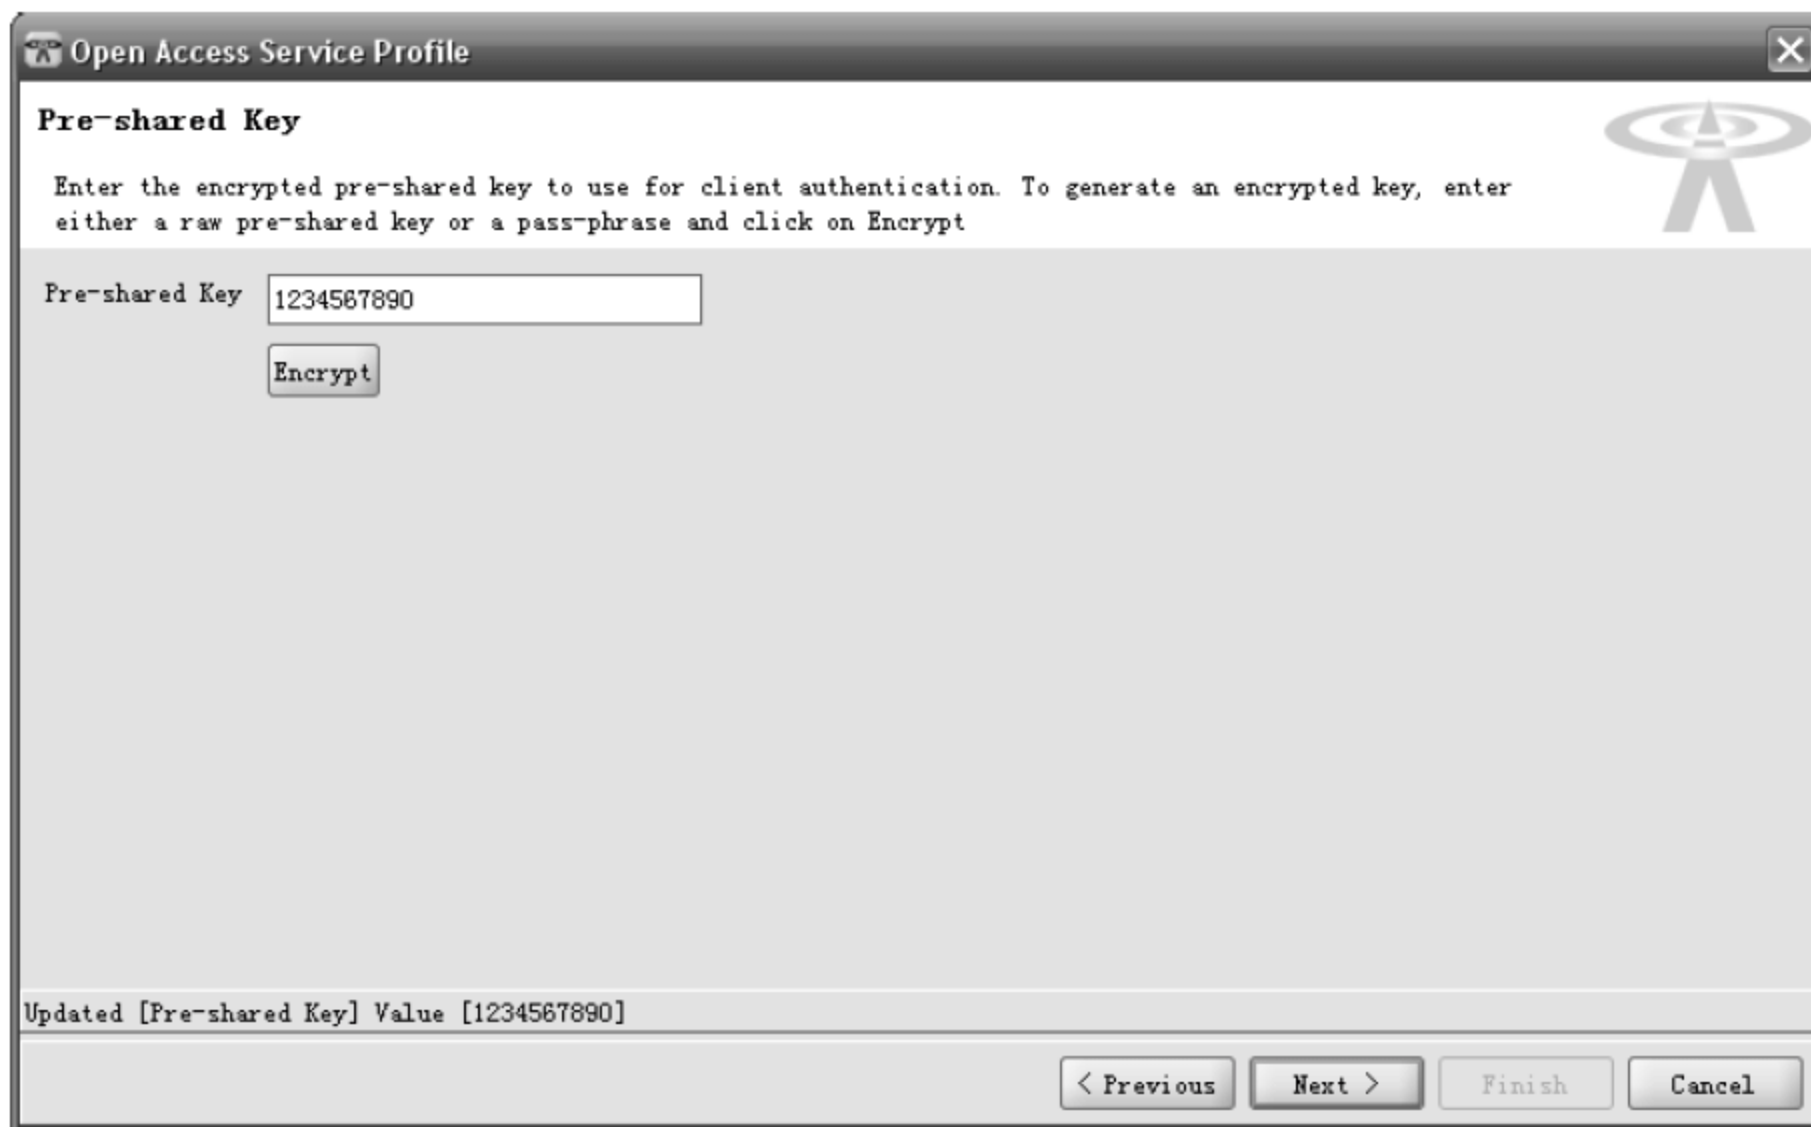 Open Access Service Profile
Pre-shared Key
Enter the encrypted pre-shared key to use for client authentication. To generate an encrypted key, enter
either a raw pre-shared key or a pass-phrase and click on Encrypt
Pre-shared Key 1234567890
Encrypt
Updated [Pre-shared Key] Value [1234567890]
< Previous Next > Finish Cancel